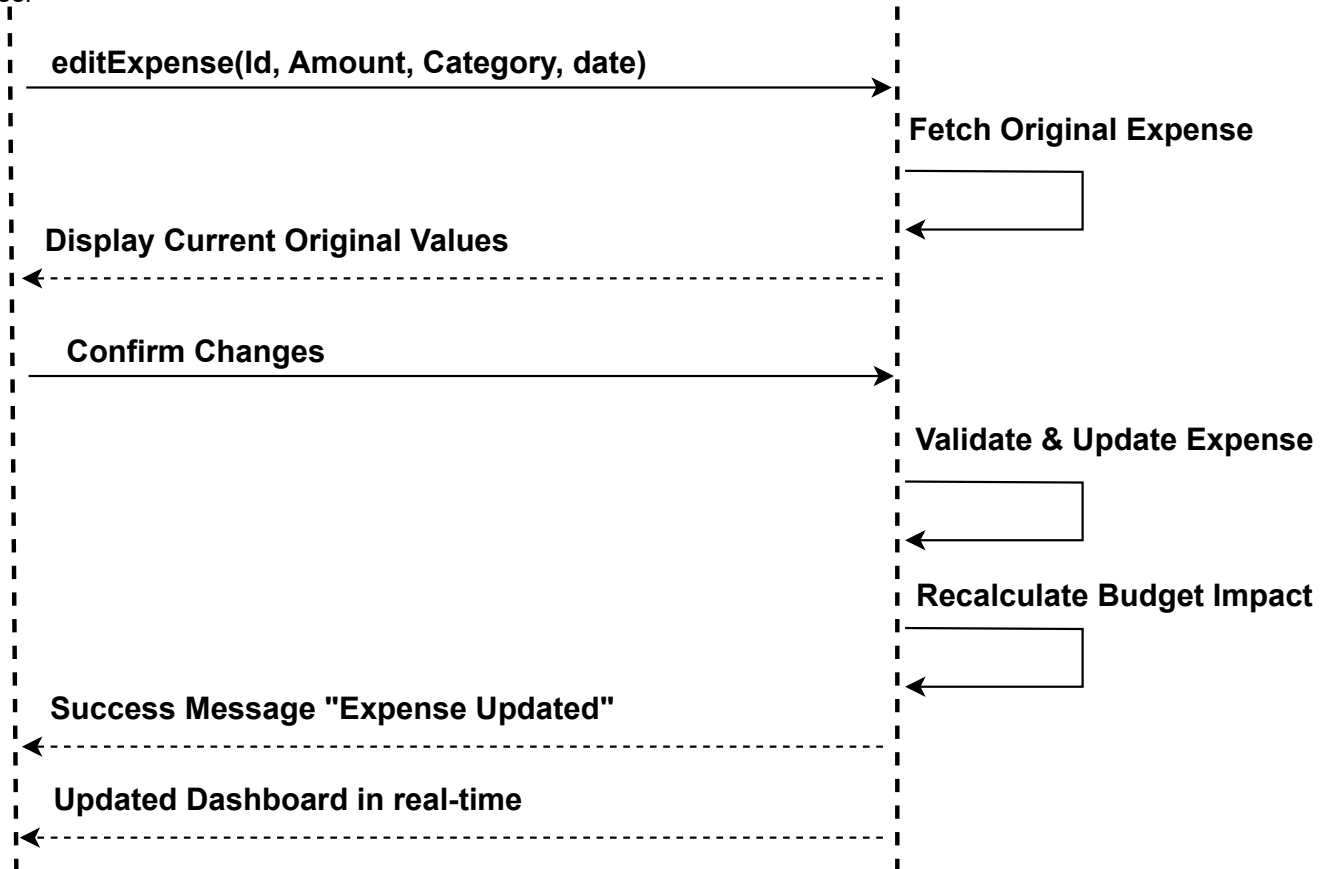 editExpense(Id, Amount, Category, date)
Fetch Original Expense
Display Current Original Values
Confirm Changes
Validate & Update Expense
Recalculate Budget Impact
Success Message "Expense Updated"
Updated Dashboard in real-time